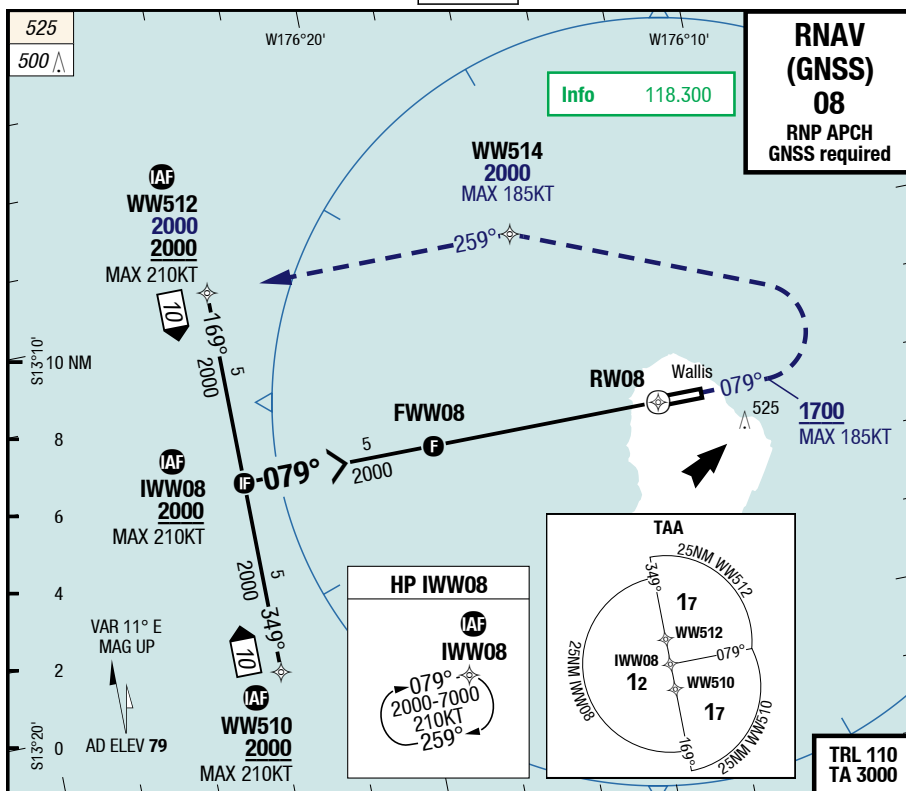 525
500
W176°20'
W176°10'
RNAV
(GNSS)
08
RNP APCH
GNSS required
Info 118.300
IAF
WW512
2000
2000
MAX 210KT
WW514
2000
MAX 185KT
259°
10
169°
5
2000
S13°10'
10 NM
8
6
4
2
0
S13°20'
RW08
Wallis
079°
525
1700
MAX 185KT
FWW08
F
5
2000
IAF
IWW08
2000
MAX 210KT
IF
079°
5
2000
349°
10
IAF
WW510
2000
MAX 210KT
VAR 11° E
MAG UP
AD ELEV 79
HP IWW08
IAF
IWW08
079°
2000-7000
210KT
259°
TAA
25NM WW512
349°
17
WW512
IWW08
079°
12
WW510
17
25NM IWW08
169°
25NM WW510
TRL 110
TA 3000